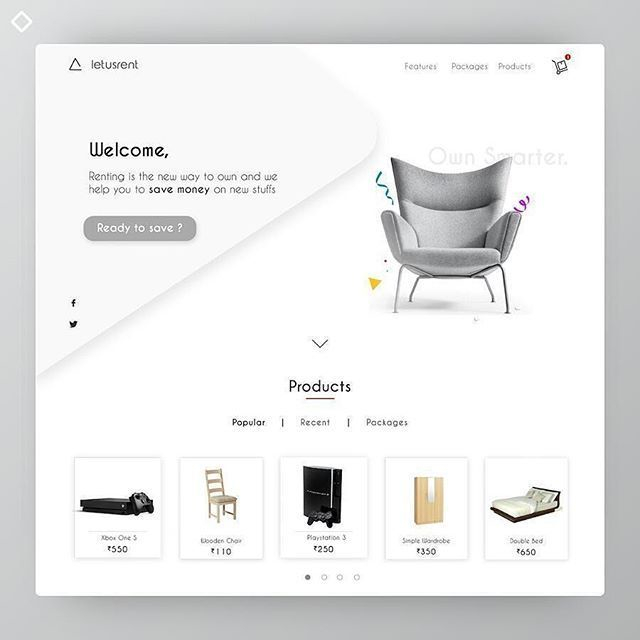 letusrent
Features Packages Products
Own Smarter.
Welcome,
Renting is the new way to own and we
help you to save money on new stuffs
Ready to save ?
Products
Popular | Recent | Packages
Xbox One S
₹550
Wooden Chair
₹110
Playstation 3
₹250
Simple Wardrobe
₹350
Double Bed
₹650